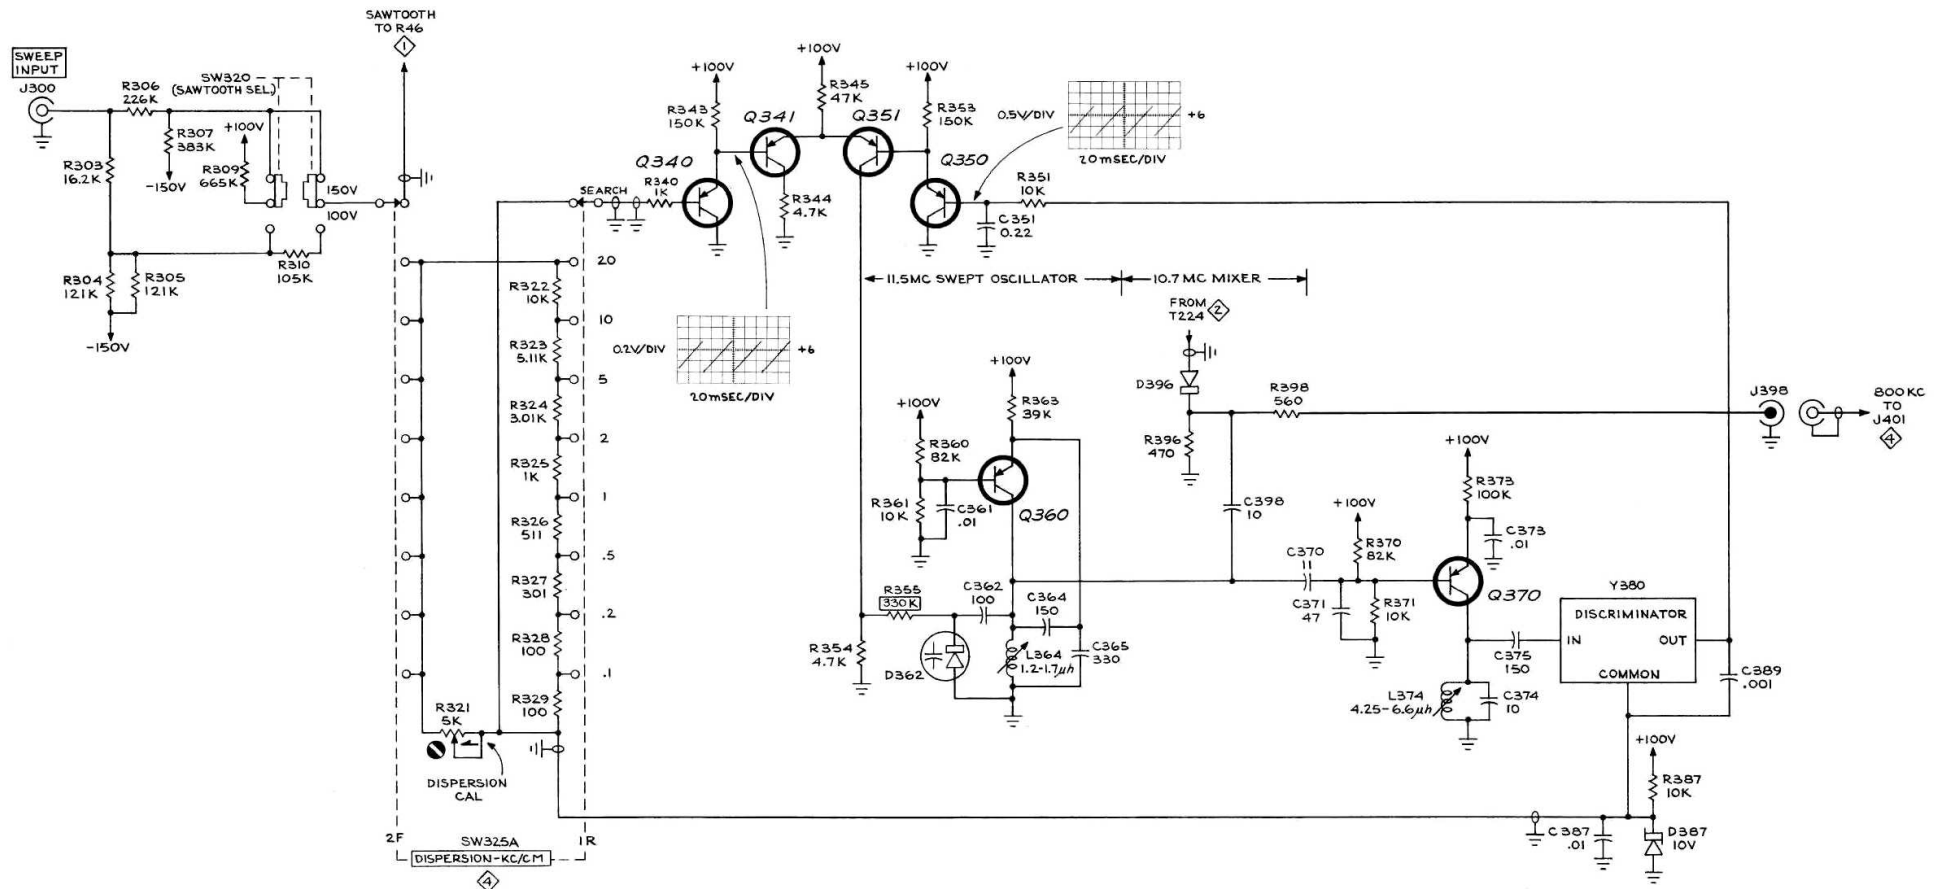 SAWTOOTH
TO R46
1
SWEEP
INPUT
J300
R306
226K
SW320
(SAWTOOTH SEL.)
R307
383K
+100V
R309
665K
-150V
R303
16.2K
150V
100V
R304
121K
R305
121K
R310
105K
-150V
+100V
R343
150K
Q341
+100V
R345
47K
Q351
+100V
R353
150K
0.5V/DIV
+6
20mSEC/DIV
Q340
R340
1K
SEARCH
R344
4.7K
Q350
R351
10K
C351
0.22
20
R322
10K
10
R323
5.11K
5
R324
3.01K
2
R325
1K
1
R326
511
.5
R327
301
.2
R328
100
.1
R329
100
R321
5K
DISPERSION
CAL
2F
SW325A
1R
DISPERSION-KC/CM
4
0.2V/DIV
+6
20mSEC/DIV
11.5MC SWEPT OSCILLATOR
10.7 MC MIXER
FROM
T224
2
D396
R396
470
R398
560
J398
800KC
TO
J401
4
+100V
R363
39K
+100V
R360
82K
R361
10K
C361
.01
Q360
C398
10
C370
+100V
R370
82K
C371
47
R371
10K
+100V
R373
100K
C373
.01
Q370
R355
330K
C362
100
C364
150
R354
4.7K
D362
L364
1.2-1.7µh
C365
330
Y380
DISCRIMINATOR
IN
OUT
COMMON
C375
150
C389
.001
L374
4.25-6.6µh
C374
10
+100V
R387
10K
C387
.01
D387
10V